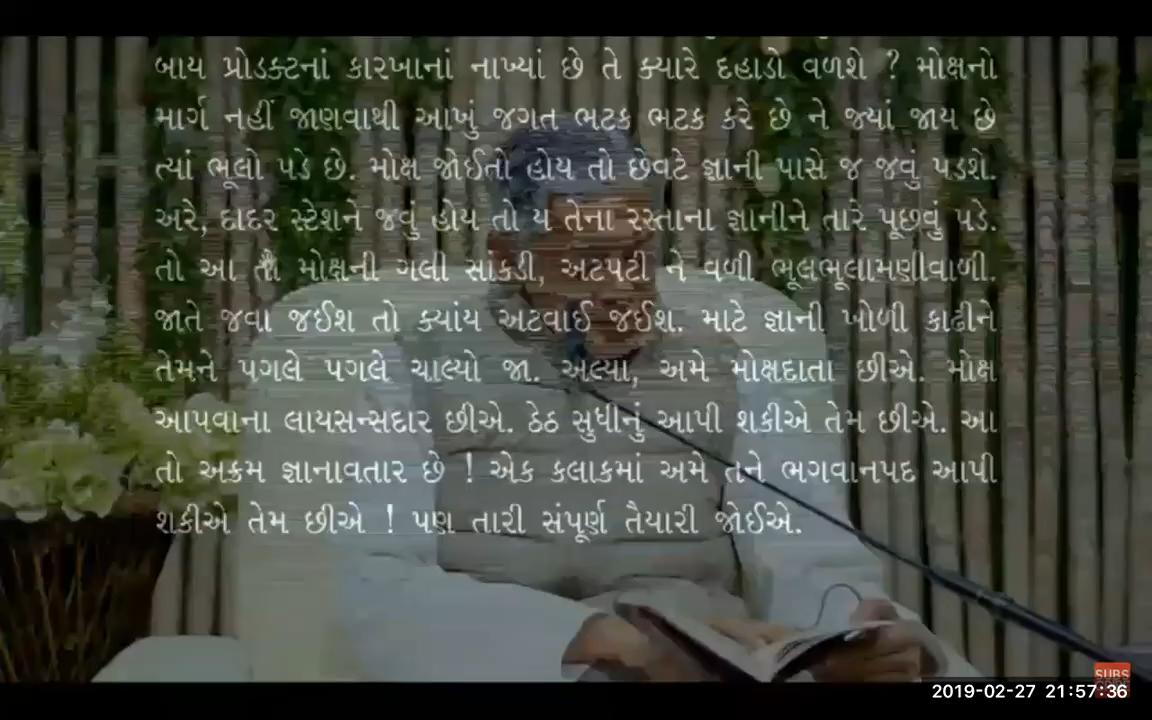 બાય પ્રોડક્ટનાં કારખાનાં નાખ્યાં છે તે ક્યારે દહાડો વળશે ? મોક્ષનો
માર્ગ નહીં જાણવાથી આખું જગત ભટક ભટક કરે છે ને જ્યાં જાય છે
ત્યાં ભૂલો પડે છે. મોક્ષ જોઈતો હોય તો છેવટે જ્ઞાની પાસે જ જવું પડશે.
અરે, દાદર સ્ટેશને જવું હોય તો ય તેના રસ્તાના જ્ઞાનીને તારે પૂછવું પડે.
તો આ તો મોક્ષની ગલી સાંકડી, અટપટી ને વળી ભૂલભૂલામણીવાળી.
જાતે જવા જઈશ તો ક્યાંય અટવાઈ જઈશ. માટે જ્ઞાની ખોળી કાઢીને
તેમને પગલે પગલે ચાલ્યો જા. અલ્યા, અમે મોક્ષદાતા છીએ. મોક્ષ
આપવાના લાયસન્સદાર છીએ. ઠેઠ સુધીનું આપી શકીએ તેમ છીએ. આ
તો અક્રમ જ્ઞાનાવતાર છે ! એક કલાકમાં અમે તને ભગવાનપદ આપી
શકીએ તેમ છીએ ! પણ તારી સંપૂર્ણ તૈયારી જોઈએ.
SUBS
2019-02-27 21:57:36